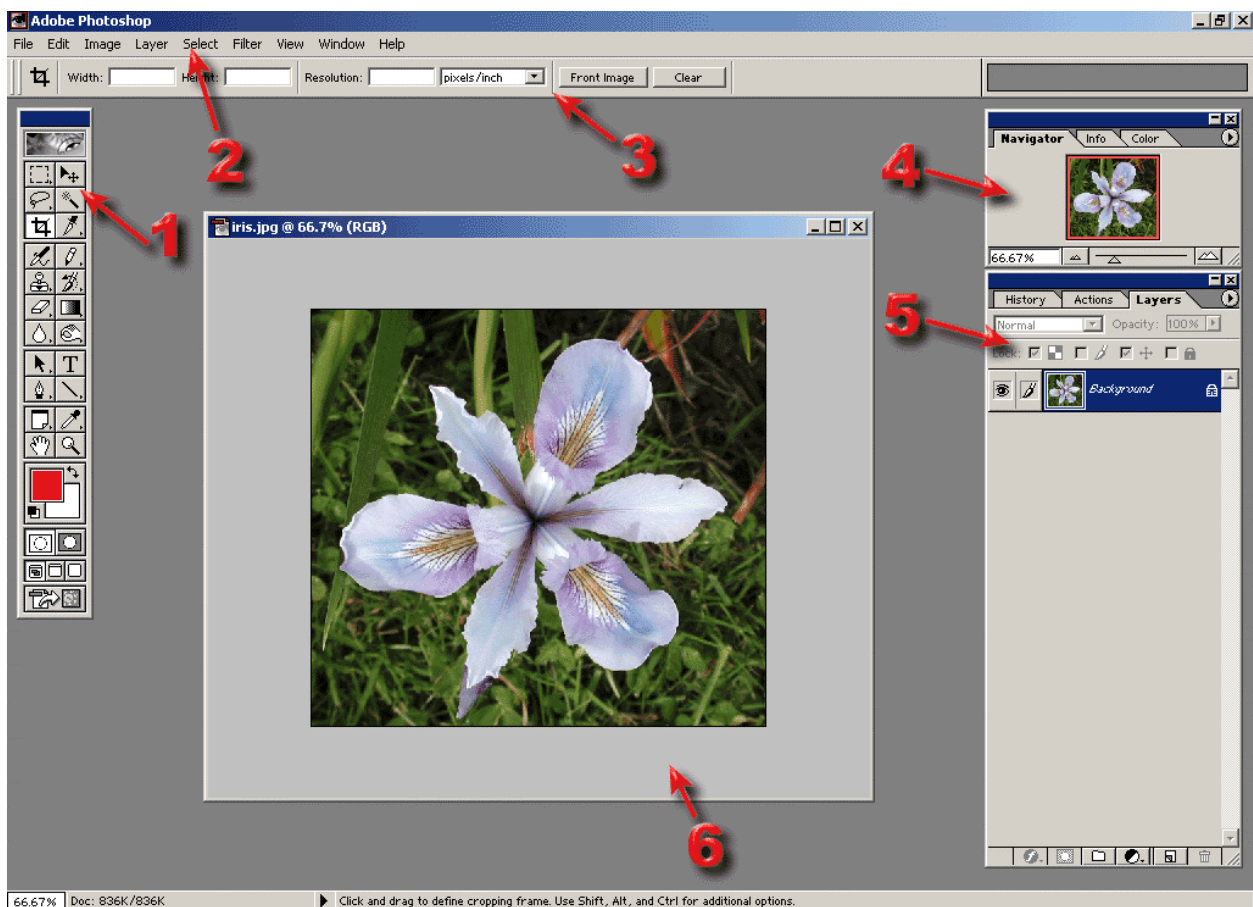 Adobe Photoshop
File Edit Image Layer Select Filter View Window Help
Width: Height: Resolution: pixels/inch Front Image Clear
2
3
4
Navigator Info Color
1
iris.jpg @ 66.7% (RGB)
66.67%
History Actions Layers
5
Normal Opacity: 100%
Lock:
Background
T
6
66.67% Doc: 836K/836K Click and drag to define cropping frame. Use Shift, Alt, and Ctrl for additional options.